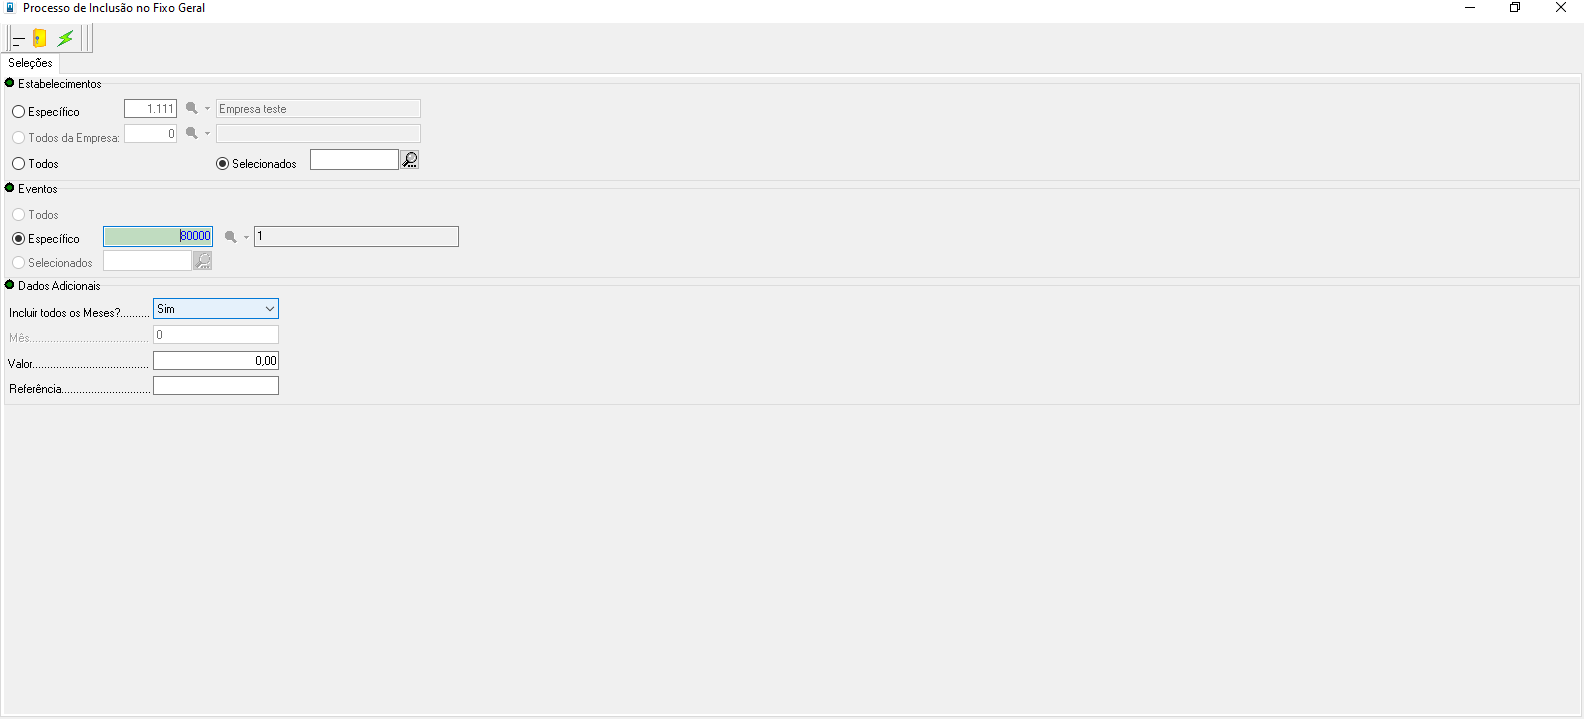 Processo de Inclusão no Fixo Geral
Seleções
Estabelecimentos
Específico 1.111 Empresa teste
Todos da Empresa: 0
Todos Selecionados
Eventos
Todos
Específico 80000 1
Selecionados
Dados Adicionais
Incluir todos os Meses?.......... Sim
Mês........................................ 0
Valor....................................... 0,00
Referência..............................